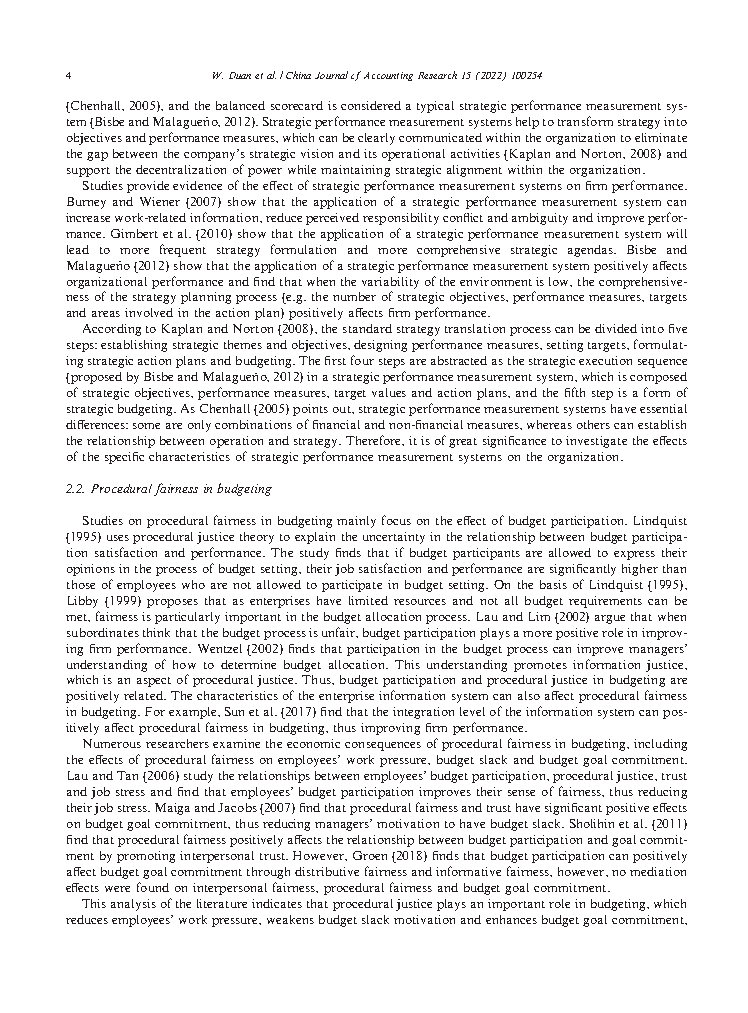 4
W. Duan et al. / China Journal of Accounting Research 15 (2022) 100254
(Chenhall, 2005), and the balanced scorecard is considered a typical strategic performance measurement sys-
tem (Bisbe and Malagueño, 2012). Strategic performance measurement systems help to transform strategy into
objectives and performance measures, which can be clearly communicated within the organization to eliminate
the gap between the company's strategic vision and its operational activities (Kaplan and Norton, 2008) and
support the decentralization of power while maintaining strategic alignment within the organization.
Studies provide evidence of the effect of strategic performance measurement systems on firm performance.
Burney and Wiener (2007) show that the application of a strategic performance measurement system can
increase work-related information, reduce perceived responsibility conflict and ambiguity and improve perfor-
mance. Gimbert et al. (2010) show that the application of a strategic performance measurement system will
lead to more frequent strategy formulation and more comprehensive strategic agendas. Bisbe and
Malagueño (2012) show that the application of a strategic performance measurement system positively affects
organizational performance and find that when the variability of the environment is low, the comprehensive-
ness of the strategy planning process (e.g. the number of strategic objectives, performance measures, targets
and areas involved in the action plan) positively affects firm performance.
According to Kaplan and Norton (2008), the standard strategy translation process can be divided into five
steps: establishing strategic themes and objectives, designing performance measures, setting targets, formulat-
ing strategic action plans and budgeting. The first four steps are abstracted as the strategic execution sequence
(proposed by Bisbe and Malagueño, 2012) in a strategic performance measurement system, which is composed
of strategic objectives, performance measures, target values and action plans, and the fifth step is a form of
strategic budgeting. As Chenhall (2005) points out, strategic performance measurement systems have essential
differences: some are only combinations of financial and non-financial measures, whereas others can establish
the relationship between operation and strategy. Therefore, it is of great significance to investigate the effects
of the specific characteristics of strategic performance measurement systems on the organization.
2.2. Procedural fairness in budgeting
Studies on procedural fairness in budgeting mainly focus on the effect of budget participation. Lindquist
(1995) uses procedural justice theory to explain the uncertainty in the relationship between budget participa-
tion satisfaction and performance. The study finds that if budget participants are allowed to express their
opinions in the process of budget setting, their job satisfaction and performance are significantly higher than
those of employees who are not allowed to participate in budget setting. On the basis of Lindquist (1995),
Libby (1999) proposes that as enterprises have limited resources and not all budget requirements can be
met, fairness is particularly important in the budget allocation process. Lau and Lim (2002) argue that when
subordinates think that the budget process is unfair, budget participation plays a more positive role in improv-
ing firm performance. Wentzel (2002) finds that participation in the budget process can improve managers'
understanding of how to determine budget allocation. This understanding promotes information justice,
which is an aspect of procedural justice. Thus, budget participation and procedural justice in budgeting are
positively related. The characteristics of the enterprise information system can also affect procedural fairness
in budgeting. For example, Sun et al. (2017) find that the integration level of the information system can pos-
itively affect procedural fairness in budgeting, thus improving firm performance.
Numerous researchers examine the economic consequences of procedural fairness in budgeting, including
the effects of procedural fairness on employees' work pressure, budget slack and budget goal commitment.
Lau and Tan (2006) study the relationships between employees' budget participation, procedural justice, trust
and job stress and find that employees' budget participation improves their sense of fairness, thus reducing
their job stress. Maiga and Jacobs (2007) find that procedural fairness and trust have significant positive effects
on budget goal commitment, thus reducing managers' motivation to have budget slack. Sholihin et al. (2011)
find that procedural fairness positively affects the relationship between budget participation and goal commit-
ment by promoting interpersonal trust. However, Groen (2018) finds that budget participation can positively
affect budget goal commitment through distributive fairness and informative fairness, however, no mediation
effects were found on interpersonal fairness, procedural fairness and budget goal commitment.
This analysis of the literature indicates that procedural justice plays an important role in budgeting, which
reduces employees' work pressure, weakens budget slack motivation and enhances budget goal commitment,